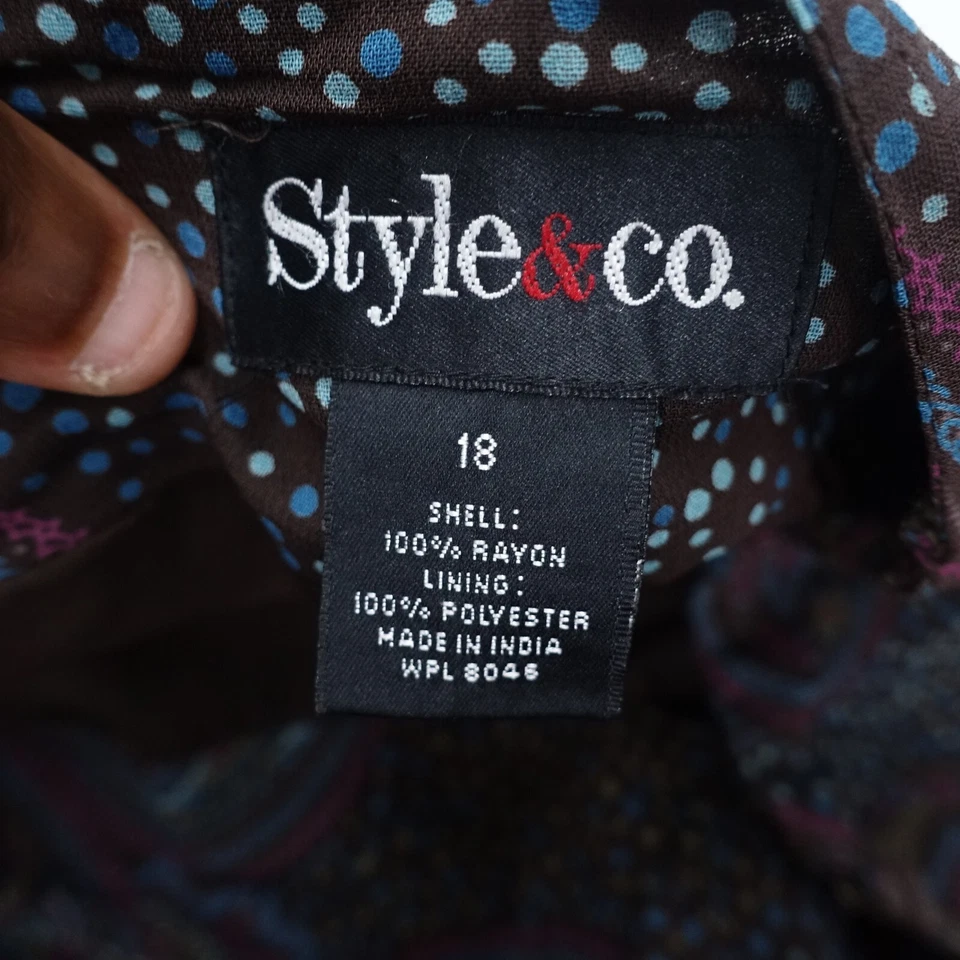 Style&co.
18
SHELL:
100% RAYON
LINING:
100% POLYESTER
MADE IN INDIA
WPL 8046